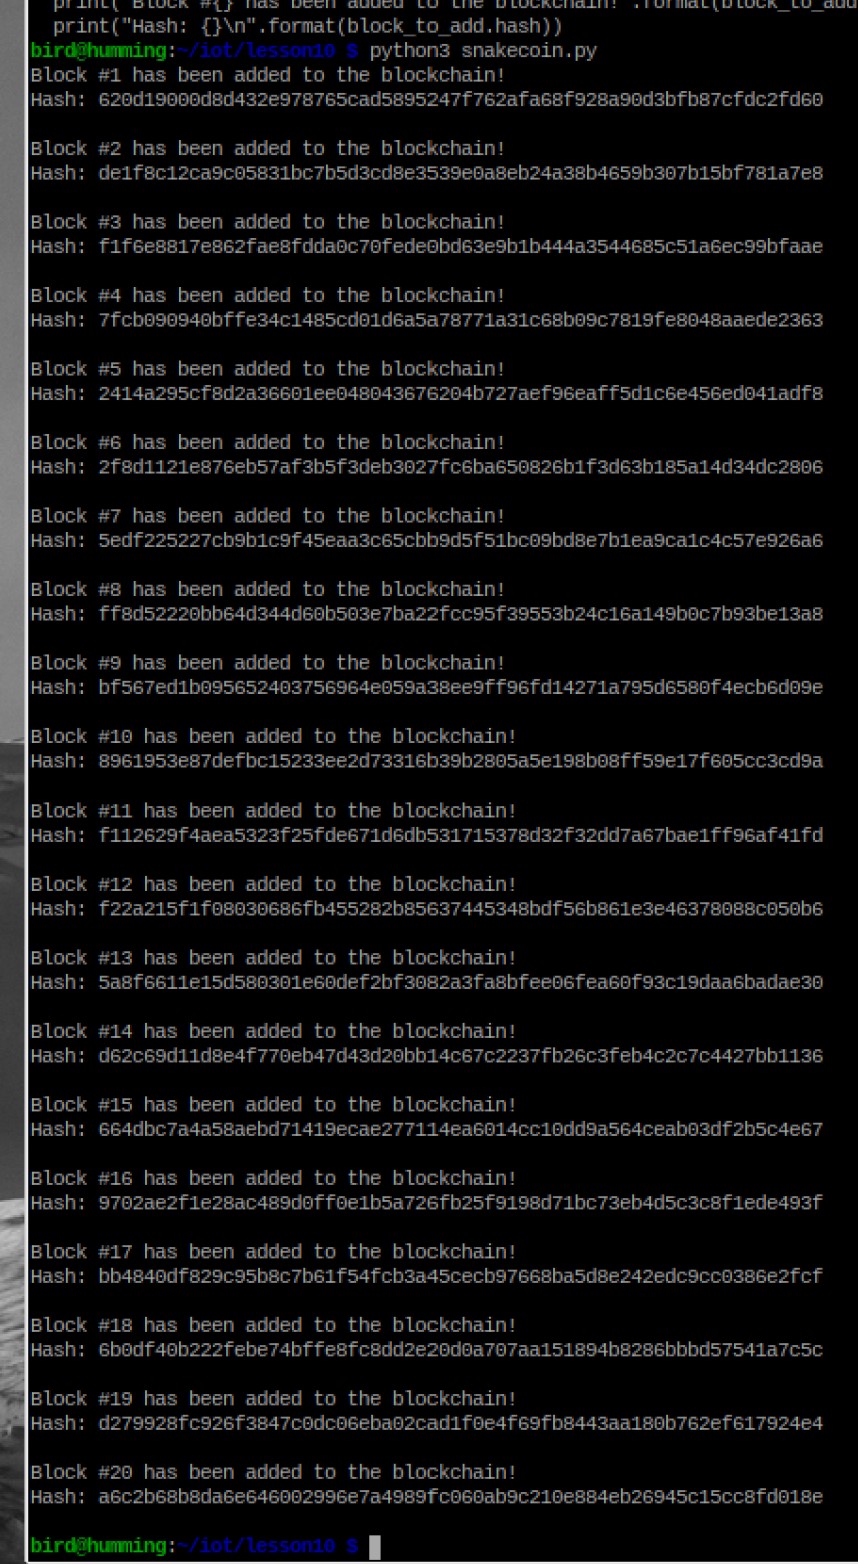 print("Block #{} has been added to the blockchain!".format(block_to_add
print("Hash: {}\n".format(block_to_add.hash))
bird@humming:~/iot/lesson10 $ python3 snakecoin.py
Block #1 has been added to the blockchain!
Hash: 620d19000d8d432e978765cad5895247f762afa68f928a90d3bfb87cfdc2fd60
Block #2 has been added to the blockchain!
Hash: de1f8c12ca9c05831bc7b5d3cd8e3539e0a8eb24a38b4659b307b15bf781a7e8
Block #3 has been added to the blockchain!
Hash: f1f6e8817e862fae8fdda0c70fede0bd63e9b1b444a3544685c51a6ec99bfaae
Block #4 has been added to the blockchain!
Hash: 7fcb090940bffe34c1485cd01d6a5a78771a31c68b09c7819fe8048aaede2363
Block #5 has been added to the blockchain!
Hash: 2414a295cf8d2a36601ee048043676204b727aef96eaff5d1c6e456ed041adf8
Block #6 has been added to the blockchain!
Hash: 2f8d1121e876eb57af3b5f3deb3027fc6ba650826b1f3d63b185a14d34dc2806
Block #7 has been added to the blockchain!
Hash: 5edf225227cb9b1c9f45eaa3c65cbb9d5f51bc09bd8e7b1ea9ca1c4c57e926a6
Block #8 has been added to the blockchain!
Hash: ff8d52220bb64d344d60b503e7ba22fcc95f39553b24c16a149b0c7b93be13a8
Block #9 has been added to the blockchain!
Hash: bf567ed1b095652403756964e059a38ee9ff96fd14271a795d6580f4ecb6d09e
Block #10 has been added to the blockchain!
Hash: 8961953e87defbc15233ee2d73316b39b2805a5e198b08ff59e17f605cc3cd9a
Block #11 has been added to the blockchain!
Hash: f112629f4aea5323f25fde671d6db531715378d32f32dd7a67bae1ff96af41fd
Block #12 has been added to the blockchain!
Hash: f22a215f1f08030686fb455282b85637445348bdf56b861e3e46378088c050b6
Block #13 has been added to the blockchain!
Hash: 5a8f6611e15d580301e60def2bf3082a3fa8bfee06fea60f93c19daa6badae30
Block #14 has been added to the blockchain!
Hash: d62c69d11d8e4f770eb47d43d20bb14c67c2237fb26c3feb4c2c7c4427bb1136
Block #15 has been added to the blockchain!
Hash: 664dbc7a4a58aebd71419ecae277114ea6014cc10dd9a564ceab03df2b5c4e67
Block #16 has been added to the blockchain!
Hash: 9702ae2f1e28ac489d0ff0e1b5a726fb25f9198d71bc73eb4d5c3c8f1ede493f
Block #17 has been added to the blockchain!
Hash: bb4840df829c95b8c7b61f54fcb3a45cecb97668ba5d8e242edc9cc0386e2fcf
Block #18 has been added to the blockchain!
Hash: 6b0df40b222febe74bffe8fc8dd2e20d0a707aa151894b8286bbbd57541a7c5c
Block #19 has been added to the blockchain!
Hash: d279928fc926f3847c0dc06eba02cad1f0e4f69fb8443aa180b762ef617924e4
Block #20 has been added to the blockchain!
Hash: a6c2b68b8da6e646002996e7a4989fc060ab9c210e884eb26945c15cc8fd018e
bird@humming:~/iot/lesson10 $